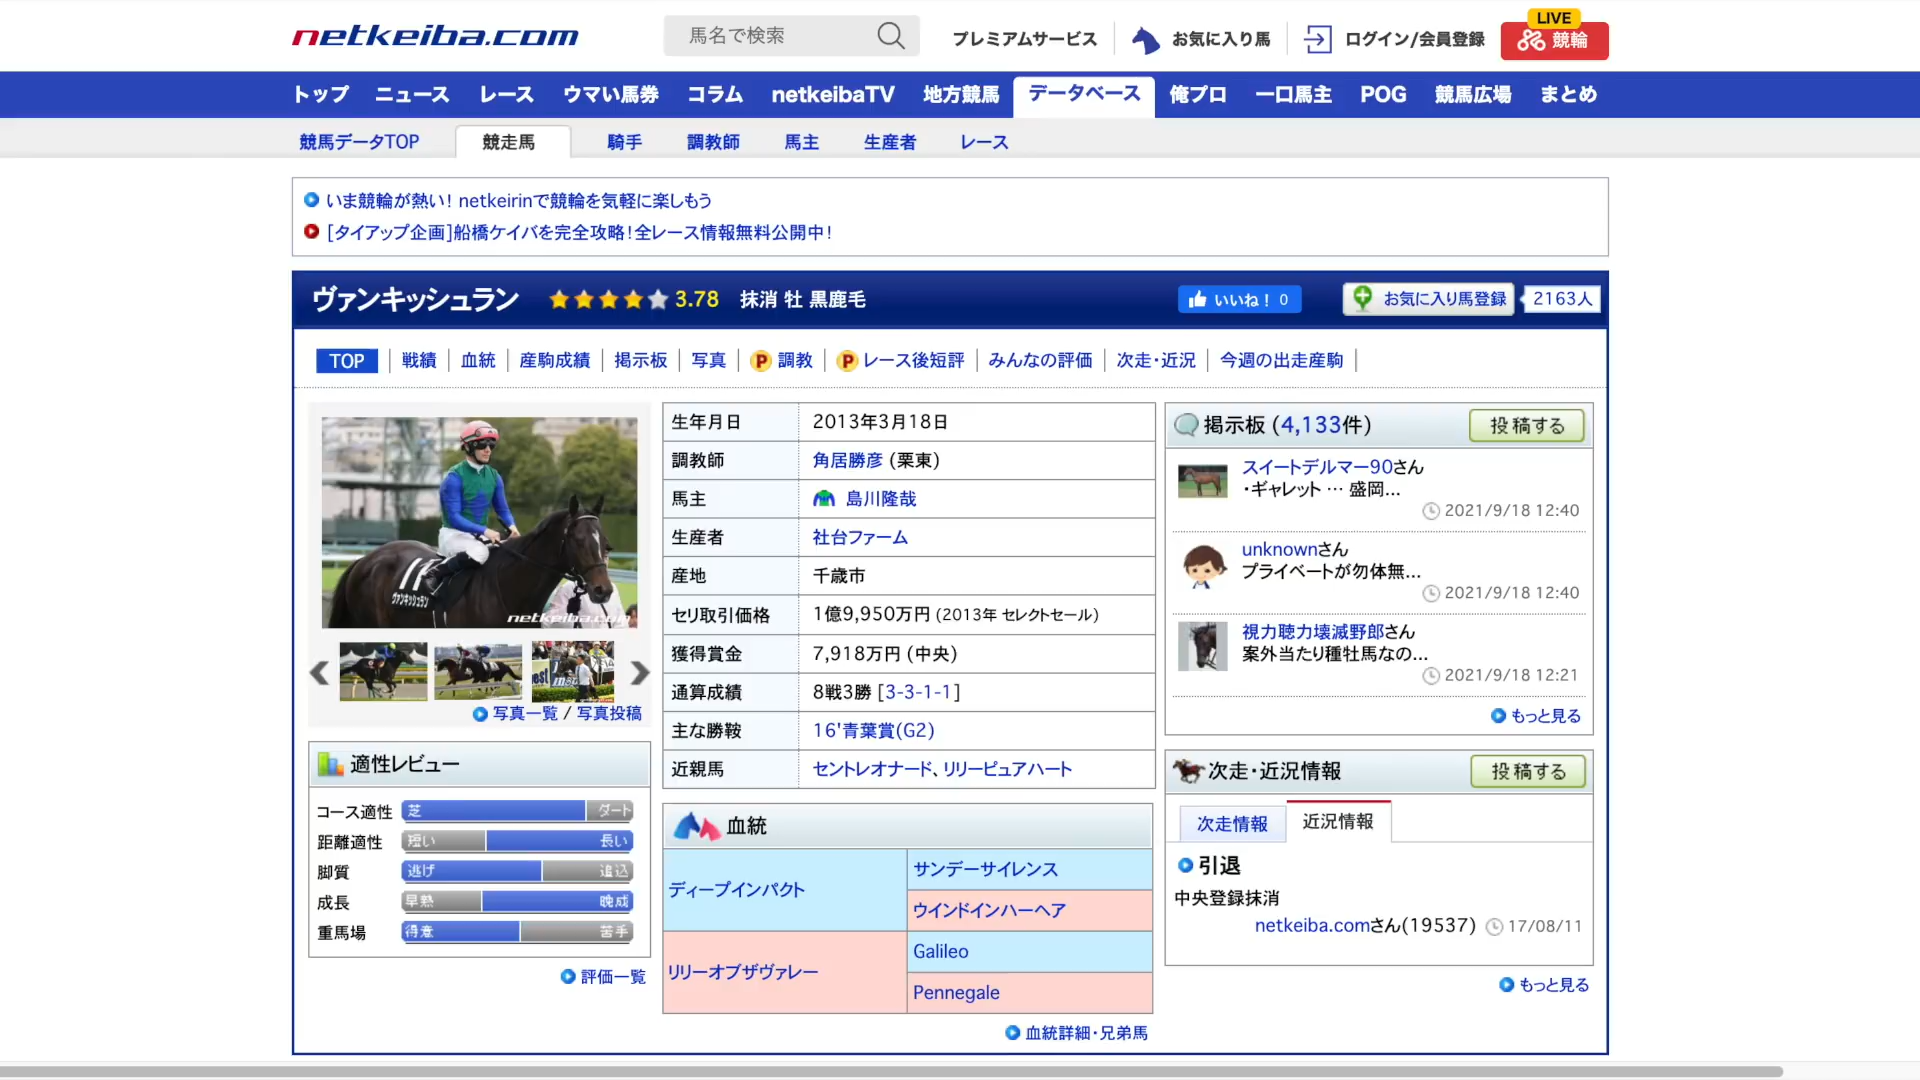 netkeiba.com
馬名で検索
プレミアムサービス
お気に入り馬
ログイン/会員登録
LIVE
競輪
トップ ニュース レース ウマい馬券 コラム netkeibaTV 地方競馬 データベース 俺プロ 一口馬主 POG 競馬広場 まとめ
競馬データTOP 競走馬 騎手 調教師 馬主 生産者 レース
いま競輪が熱い！netkeirinで競輪を気軽に楽しもう
[タイアップ企画]船橋ケイバを完全攻略！全レース情報無料公開中！
ヴァンキッシュラン 3.78 抹消 牡 黒鹿毛
いいね！ 0
お気に入り馬登録 2163人
TOP 戦績 血統 産駒成績 掲示板 写真 P 調教 P レース後短評 みんなの評価 次走・近況 今週の出走産駒
11
ヴァンキッシュラン
netkeiba.com
写真一覧 / 写真投稿
適性レビュー
コース適性 芝 ダート
距離適性 短い 長い
脚質 逃げ 追込
成長 早熟 晩成
重馬場 得意 苦手
評価一覧
生年月日 2013年3月18日
調教師 角居勝彦 (栗東)
馬主 島川隆哉
生産者 社台ファーム
産地 千歳市
セリ取引価格 1億9,950万円 (2013年 セレクトセール)
獲得賞金 7,918万円 (中央)
通算成績 8戦3勝 [3-3-1-1]
主な勝鞍 16'青葉賞(G2)
近親馬 セントレオナード、リリーピュアハート
血統
ディープインパクト
サンデーサイレンス
ウインドインハーヘア
リリーオブザヴァレー
Galileo
Pennegale
血統詳細・兄弟馬
掲示板 (4,133件) 投稿する
スイートデルマー90さん
・ギャレット … 盛岡...
2021/9/18 12:40
unknownさん
プライベートが勿体無...
2021/9/18 12:40
視力聴力壊滅野郎さん
案外当たり種牡馬なの...
2021/9/18 12:21
もっと見る
次走・近況情報 投稿する
次走情報 近況情報
引退
中央登録抹消
netkeiba.comさん(19537) 17/08/11
もっと見る